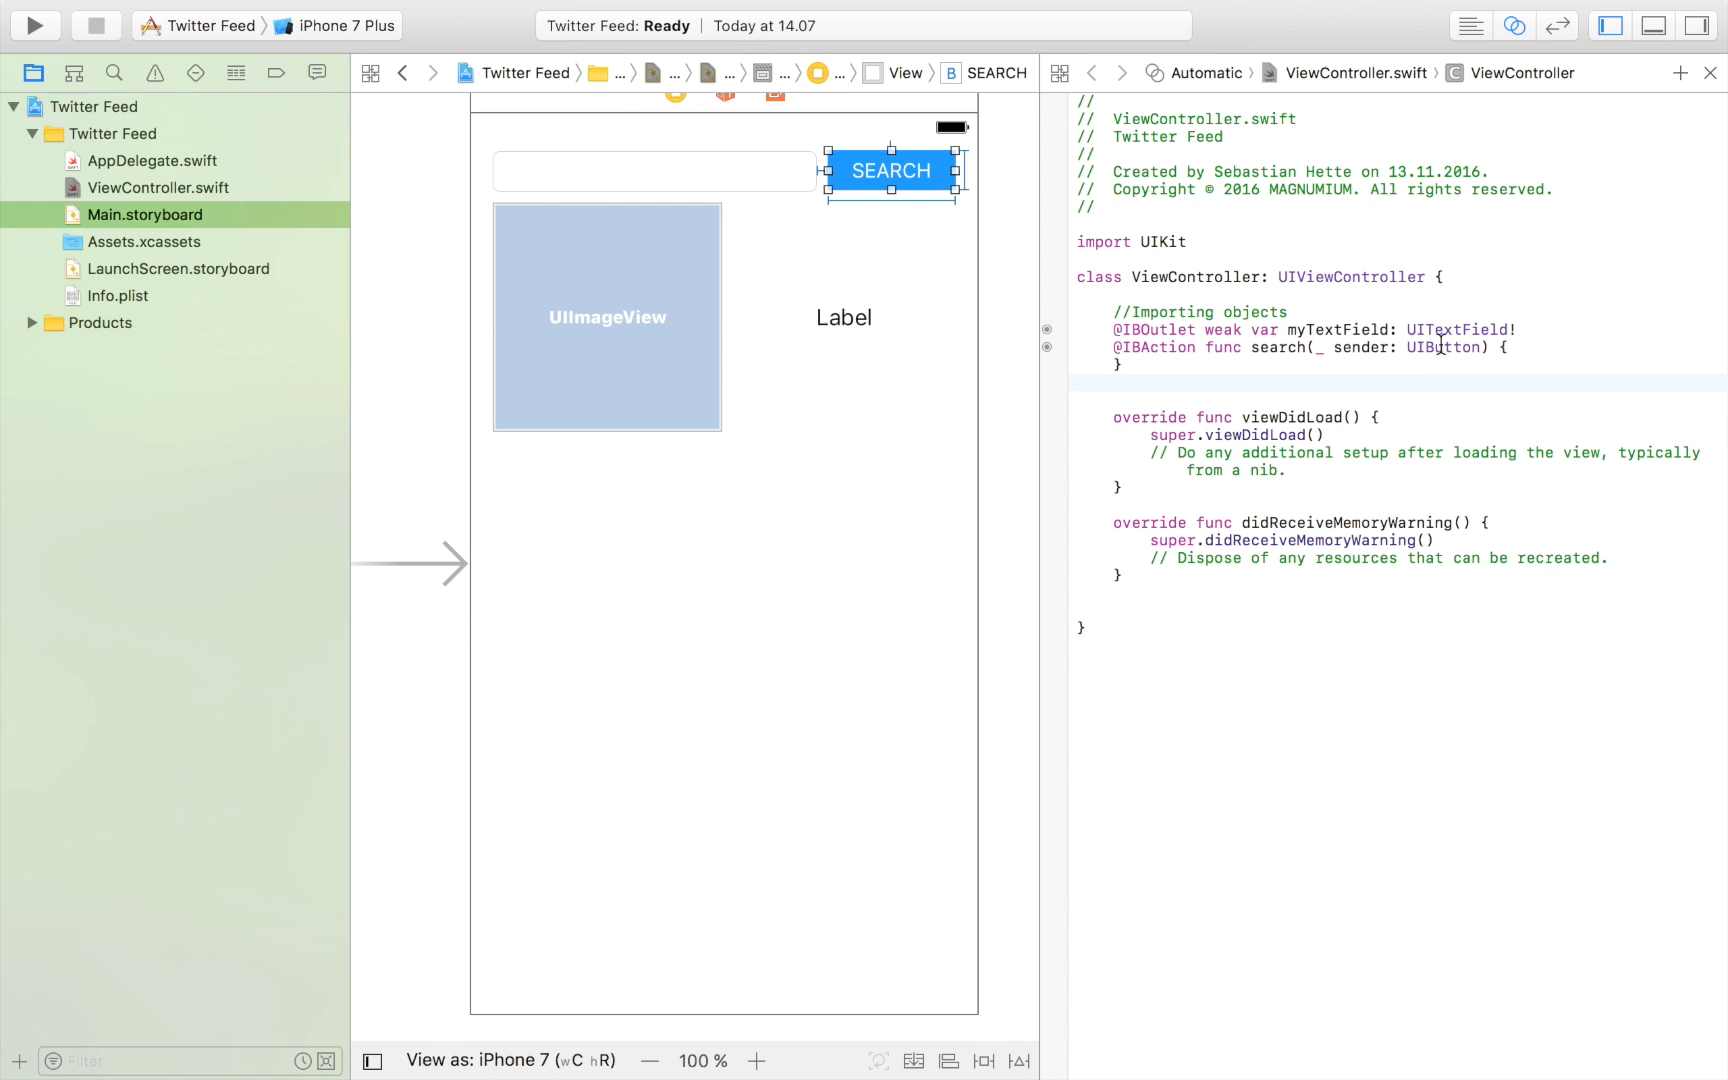 Twitter Feed 〉 iPhone 7 Plus
Twitter Feed: Ready | Today at 14.07
Twitter Feed 〉 ... 〉 ... 〉 ... 〉 ... 〉 ... 〉 View 〉 B SEARCH
Automatic 〉 ViewController.swift 〉 C ViewController
Twitter Feed
Twitter Feed
AppDelegate.swift
ViewController.swift
Main.storyboard
Assets.xcassets
LaunchScreen.storyboard
Info.plist
Products
Filter
SEARCH
UIImageView
Label
View as: iPhone 7 (wC hR) — 100 % +
//
//  ViewController.swift
//  Twitter Feed
//
//  Created by Sebastian Hette on 13.11.2016.
//  Copyright © 2016 MAGNUMIUM. All rights reserved.
//
import UIKit
class ViewController: UIViewController {
//Importing objects
@IBOutlet weak var myTextField: UITextField!
@IBAction func search(_ sender: UIButton) {
}
override func viewDidLoad() {
super.viewDidLoad()
// Do any additional setup after loading the view, typically
from a nib.
}
override func didReceiveMemoryWarning() {
super.didReceiveMemoryWarning()
// Dispose of any resources that can be recreated.
}
}